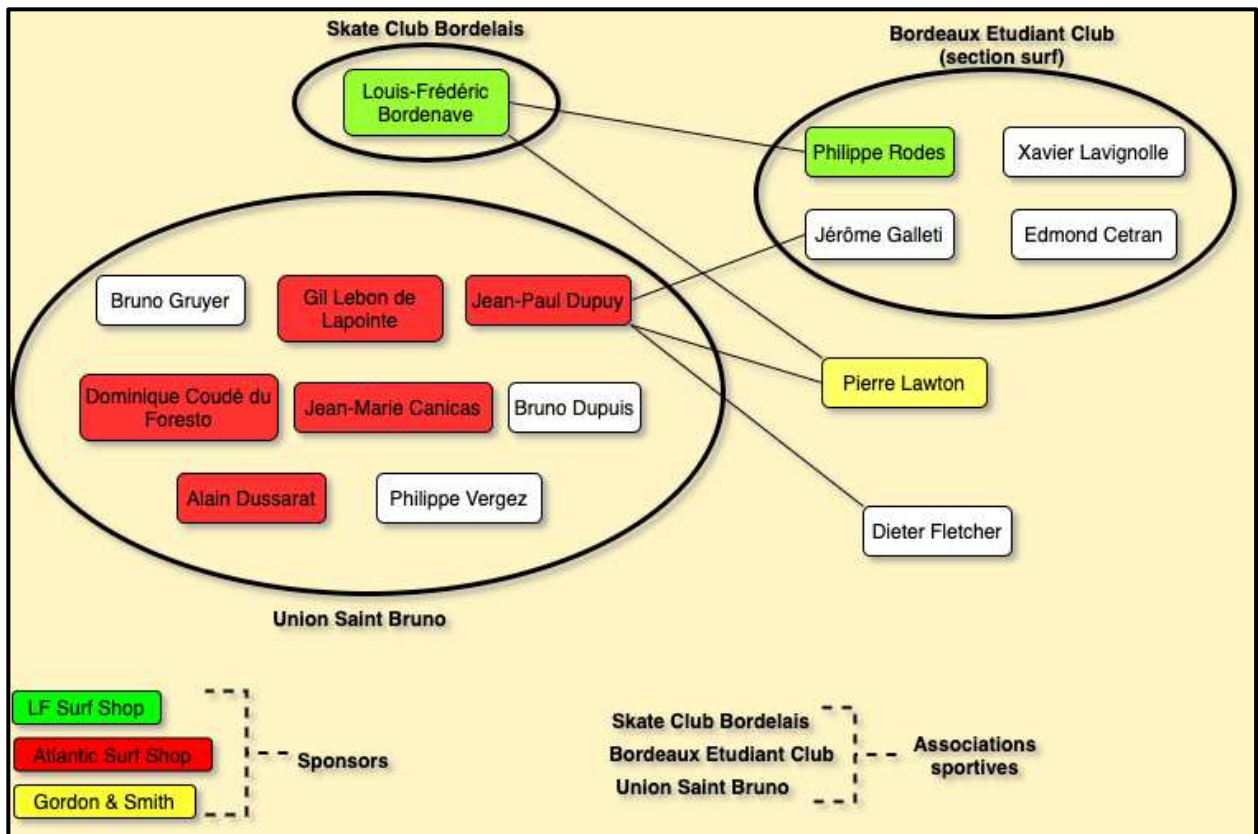 Skate Club Bordelais
Louis-Frédéric
Bordenave
Bordeaux Etudiant Club
(section surf)
Philippe Rodes
Xavier Lavignolle
Jérôme Galleti
Edmond Cetran
Bruno Gruyer
Gil Lebon de
Lapointe
Jean-Paul Dupuy
Pierre Lawton
Dominique Coudé du
Foresto
Jean-Marie Canicas
Bruno Dupuis
Alain Dussarat
Philippe Vergez
Dieter Fletcher
Union Saint Bruno
LF Surf Shop
Atlantic Surf Shop
Gordon & Smith
Sponsors
Skate Club Bordelais
Bordeaux Etudiant Club
Union Saint Bruno
Associations
sportives